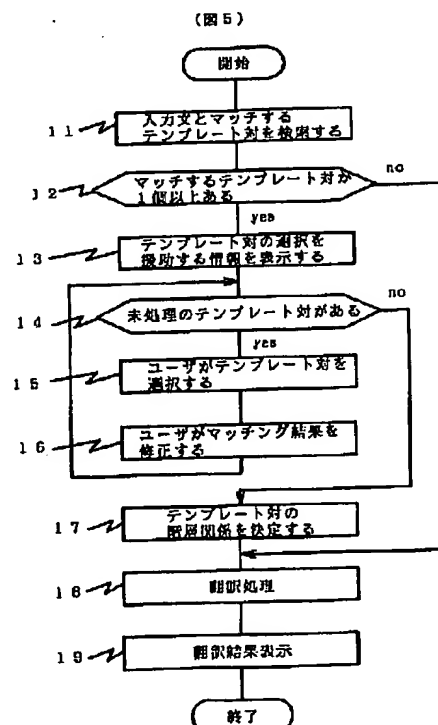 (図5)
開始
11
入力文とマッチする
テンプレート対を検索する
12
マッチするテンプレート対が
1個以上ある
no
yes
13
テンプレート対の選択を
援助する情報を表示する
14
未処理のテンプレート対がある
no
yes
15
ユーザがテンプレート対を
選択する
16
ユーザがマッチング結果を
修正する
17
テンプレート対の
階層関係を決定する
18
翻訳処理
19
翻訳結果表示
終了